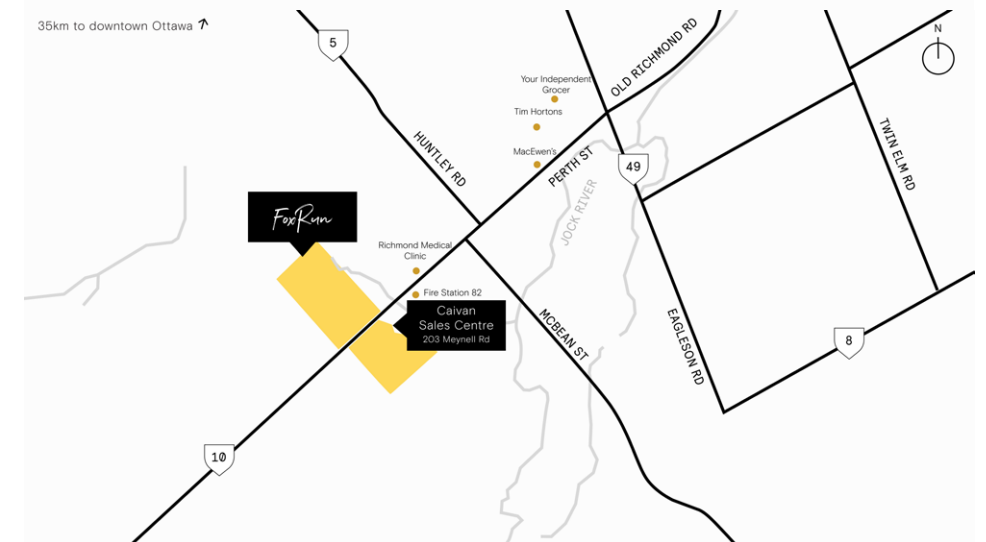 35km to downtown Ottawa
N
5
Your Independent
Grocer
OLD RICHMOND RD
Tim Hortons
HUNTLEY RD
MacEwen's
PERTH ST
49
TWIN ELM RD
JOCK RIVER
FoxRun
Richmond Medical
Clinic
Fire Station 82
Caivan
Sales Centre
203 Meynell Rd
MCBEAN ST
EAGLESON RD
8
10